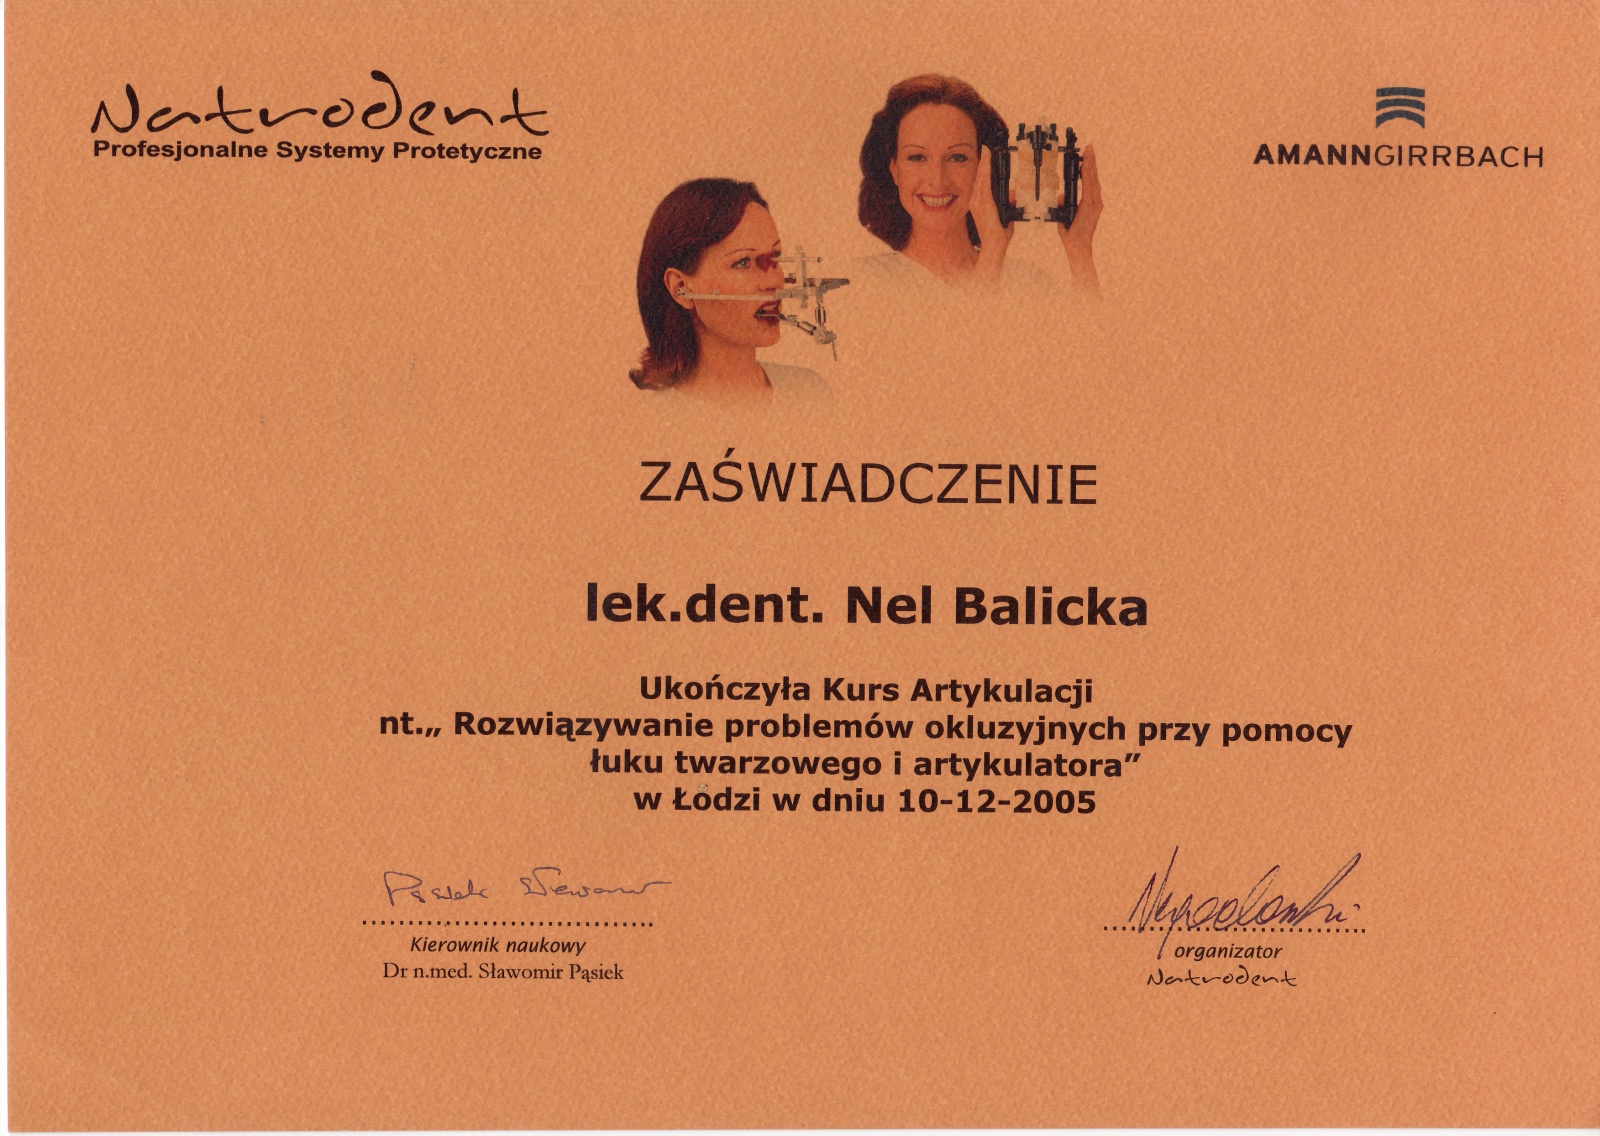 Natrodent
Profesjonalne Systemy Protetyczne
AMANNGIRRBACH
ZAŚWIADCZENIE
lek.dent. Nel Balicka
Ukończyła Kurs Artykulacji
nt.„ Rozwiązywanie problemów okluzyjnych przy pomocy
łuku twarzowego i artykulatora”
w Łodzi w dniu 10-12-2005
Pąsiek
Kierownik naukowy
Dr n.med. Sławomir Pąsiek
organizator
Natrodent